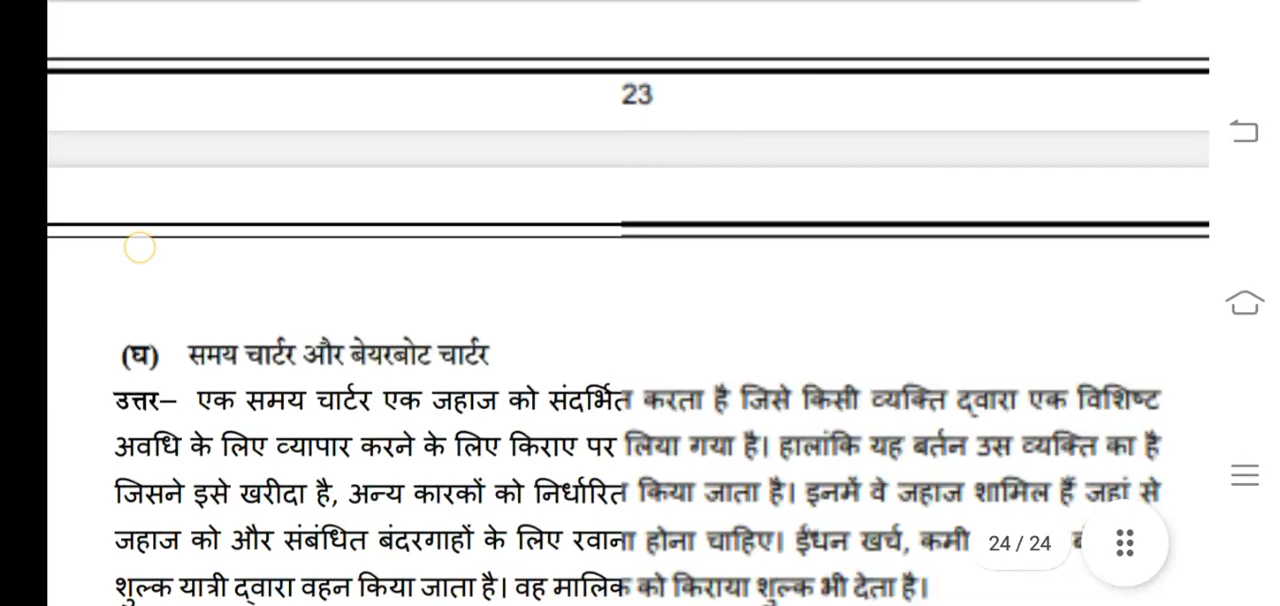 23
(घ) समय चार्टर और बेयरबोट चार्टर
उत्तर– एक समय चार्टर एक जहाज को संदर्भित करता है जिसे किसी व्यक्ति द्वारा एक विशिष्ट
अवधि के लिए व्यापार करने के लिए किराए पर लिया गया है। हालांकि यह बर्तन उस व्यक्ति का है
जिसने इसे खरीदा है, अन्य कारकों को निर्धारित किया जाता है। इनमें वे जहाज शामिल हैं जहां से
जहाज को और संबंधित बंदरगाहों के लिए रवाना होना चाहिए। ईंधन खर्च, कमी
24 / 24
शुल्क यात्री द्वारा वहन किया जाता है। वह मालिक को किराया शुल्क भी देता है।